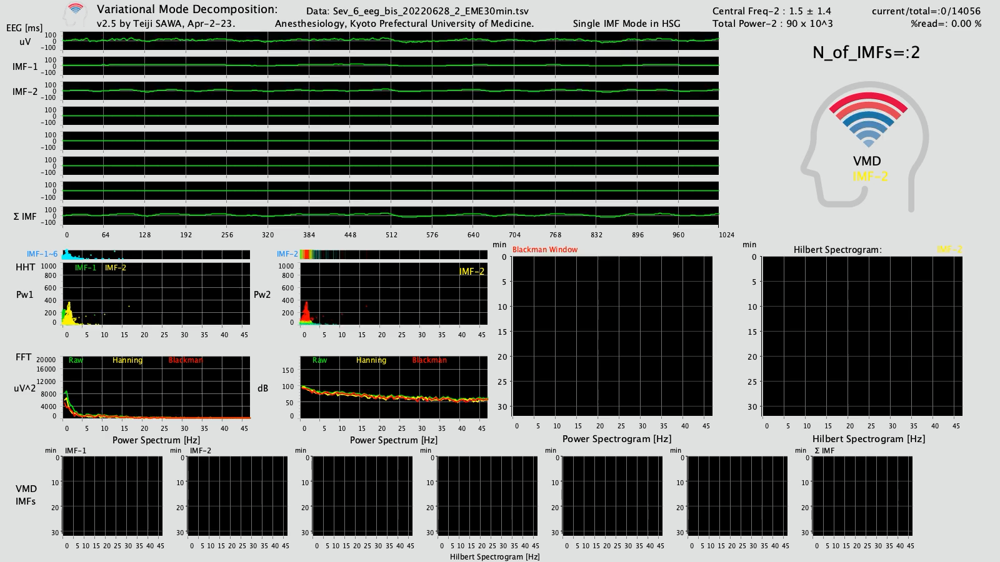 Variational Mode Decomposition:
v2.5 by Teiji SAWA, Apr-2-23.
Data: Sev_6_eeg_bis_20220628_2_EME30min.tsv
Anesthesiology, Kyoto Prefectural University of Medicine.
Single IMF Mode in HSG
Central Freq-2 : 1.5 ± 1.4
Total Power-2 : 90 x 10^3
current/total=:0/14056
%read=: 0.00 %
EEG [ms]
uV
100
0
-100
IMF-1
100
0
-100
IMF-2
100
0
-100
100
0
-100
100
0
-100
100
0
-100
100
0
-100
Σ IMF
100
0
-100
0 64 128 192 256 320 384 448 512 576 640 704 768 832 896 960 1024
N_of_IMFs=:2
VMD
IMF-2
IMF-1~6
HHT
Pw1
1000
800
600
400
200
0
IMF-1 IMF-2
0 5 10 15 20 25 30 35 40 45
IMF-2
Pw2
1000
800
600
400
200
0
IMF-2
0 5 10 15 20 25 30 35 40 45
FFT
uV^2
20000
16000
12000
8000
4000
0
Raw Hanning Blackman
0 5 10 15 20 25 30 35 40 45
Power Spectrum [Hz]
dB
150
100
50
0
Raw Hanning Blackman
0 5 10 15 20 25 30 35 40 45
Power Spectrum [Hz]
min
Blackman Window
0
5
10
15
20
25
30
0 5 10 15 20 25 30 35 40 45
Power Spectrogram [Hz]
min
Hilbert Spectrogram:
IMF-2
0
5
10
15
20
25
30
0 5 10 15 20 25 30 35 40 45
Hilbert Spectrogram [Hz]
VMD
IMFs
min IMF-1
0
10
20
30
0 5 10 15 20 25 30 35 40 45
min IMF-2
0
10
20
30
0 5 10 15 20 25 30 35 40 45
min
0
10
20
30
0 5 10 15 20 25 30 35 40 45
min
0
10
20
30
0 5 10 15 20 25 30 35 40 45
min
0
10
20
30
0 5 10 15 20 25 30 35 40 45
min
0
10
20
30
0 5 10 15 20 25 30 35 40 45
min Σ IMF
0
10
20
30
0 5 10 15 20 25 30 35 40 45
Hilbert Spectrogram [Hz]